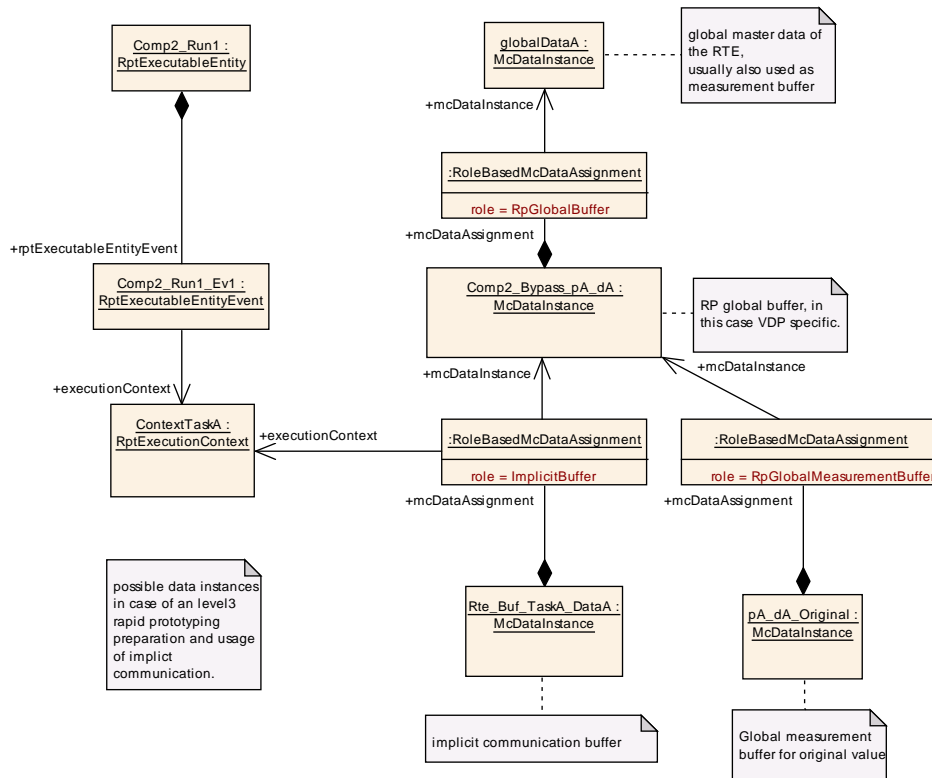 Comp2_Run1 :
RptExecutableEntity
globalDataA :
McDataInstance
global master data of
the RTE,
usually also used as
measurement buffer
+mcDataInstance
:RoleBasedMcDataAssignment
role = RpGlobalBuffer
+mcDataAssignment
+rptExecutableEntityEvent
Comp2_Run1_Ev1 :
RptExecutableEntityEvent
Comp2_Bypass_pA_dA :
McDataInstance
RP global buffer, in
this case VDP specific.
+mcDataInstance
+mcDataInstance
+executionContext
ContextTaskA :
RptExecutionContext
+executionContext
:RoleBasedMcDataAssignment
role = ImplicitBuffer
:RoleBasedMcDataAssignment
role = RpGlobalMeasurementBuffer
+mcDataAssignment
+mcDataAssignment
possible data instances
in case of an level3
rapid prototyping
preparation and usage
of implict
communication.
Rte_Buf_TaskA_DataA :
McDataInstance
pA_dA_Original :
McDataInstance
implicit communication buffer
Global measurement
buffer for original value